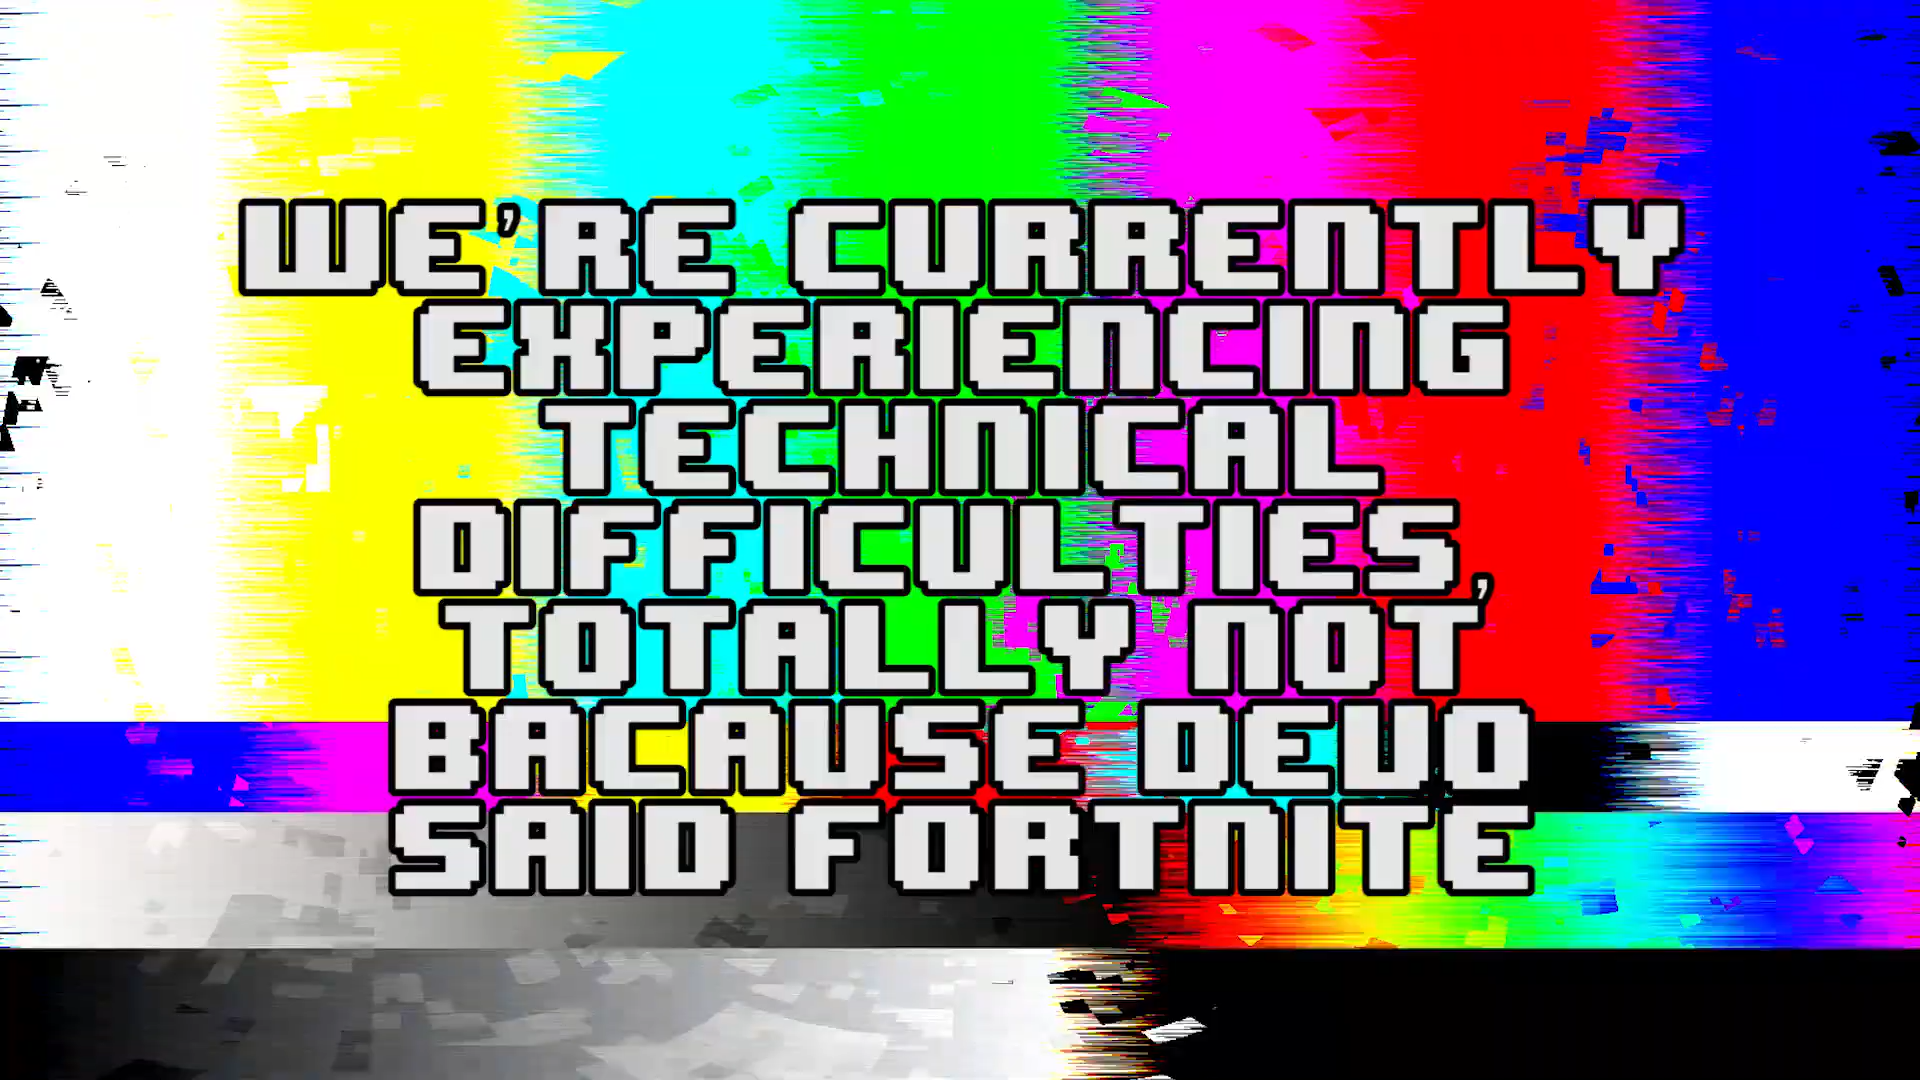 WE'RE CURRENTLY
EXPERIENCING
TECHNICAL
DIFFICULTIES,
TOTALLY NOT
BACAUSE DEVO
SAID FORTNITE